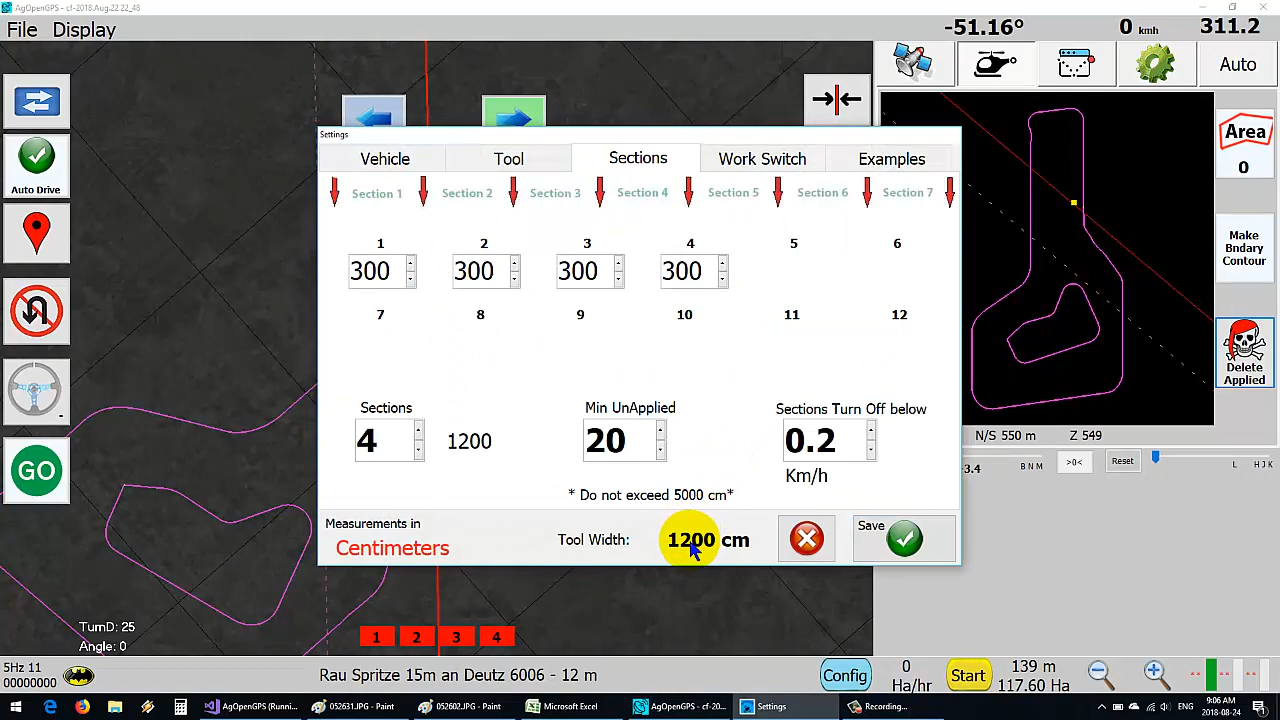 AgOpenGPS - cf-2018.Aug.22 22_48
File Display
-51.16° 0 kmh 311.2
Auto
Settings
Vehicle Tool Sections Work Switch Examples
Section 1 Section 2 Section 3 Section 4 Section 5 Section 6 Section 7
1 2 3 4 5 6
300 300 300 300
7 8 9 10 11 12
Sections Min UnApplied Sections Turn Off below
4 1200 20 0.2
Km/h
* Do not exceed 5000 cm*
Measurements in
Centimeters
Tool Width: 1200 cm
Save
Auto Drive
GO
Area
0
Make
Bndary
Contour
Delete
Applied
N/S 550 m Z 549
-3.4 B N M >0< Reset L H J K
TurnD: 25
Angle: 0
1 2 3 4
5Hz 11
00000000
Rau Spritze 15m an Deutz 6006 - 12 m
Config
0
Ha/hr
Start
139 m
117.60 Ha
AgOpenGPS (Runni... 052631.JPG - Paint 052602.JPG - Paint Microsoft Excel AgOpenGPS - cf-20... Settings Recording...
ENG
9:06 AM
2018-08-24